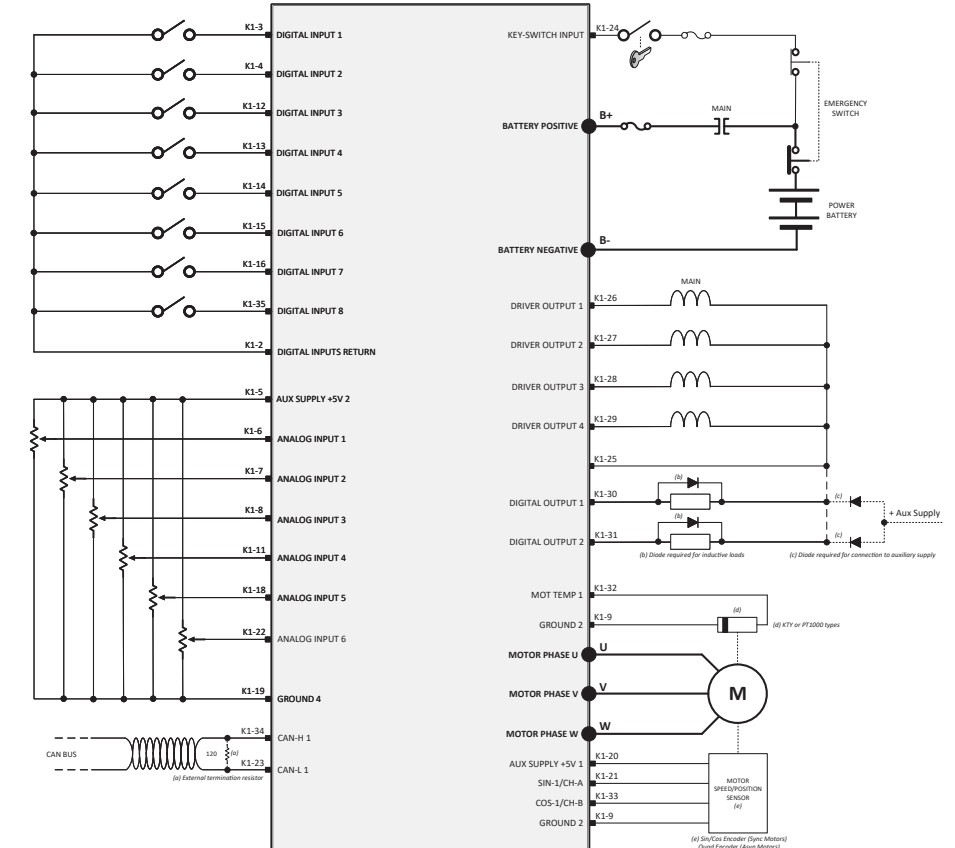 K1-3 DIGITAL INPUT 1
K1-4 DIGITAL INPUT 2
K1-12 DIGITAL INPUT 3
K1-13 DIGITAL INPUT 4
K1-14 DIGITAL INPUT 5
K1-15 DIGITAL INPUT 6
K1-16 DIGITAL INPUT 7
K1-35 DIGITAL INPUT 8
K1-2 DIGITAL INPUTS RETURN
K1-5 AUX SUPPLY +5V 2
K1-6 ANALOG INPUT 1
K1-7 ANALOG INPUT 2
K1-8 ANALOG INPUT 3
K1-11 ANALOG INPUT 4
K1-18 ANALOG INPUT 5
K1-22 ANALOG INPUT 6
K1-19 GROUND 4
K1-34 CAN-H 1
CAN BUS
120 (a)
K1-23 CAN-L 1
(a) External termination resistor
KEY-SWITCH INPUT K1-24
EMERGENCY
SWITCH
MAIN
BATTERY POSITIVE B+
POWER
BATTERY
BATTERY NEGATIVE B-
MAIN
DRIVER OUTPUT 1 K1-26
DRIVER OUTPUT 2 K1-27
DRIVER OUTPUT 3 K1-28
DRIVER OUTPUT 4 K1-29
K1-25
(b)
DIGITAL OUTPUT 1 K1-30 (c)
+ Aux Supply
(b)
DIGITAL OUTPUT 2 K1-31 (c)
(b) Diode required for inductive loads
(c) Diode required for connection to auxiliary supply
MOT TEMP 1 K1-32
(d)
GROUND 2 K1-9
(d) KTY or PT1000 types
MOTOR PHASE U U
MOTOR PHASE V V
M
MOTOR PHASE W W
AUX SUPPLY +5V 1 K1-20
SIN-1/CH-A K1-21
COS-1/CH-B K1-33
GROUND 2 K1-9
MOTOR
SPEED/POSITION
SENSOR
(e)
(e) Sin/Cos Encoder (Sync Motors)
Quad Encoder (Asyn Motors)